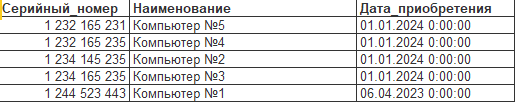 Серийный_номер Наименование Дата_приобретения
1 232 165 231 Компьютер №5 01.01.2024 0:00:00
1 232 165 235 Компьютер №4 01.01.2024 0:00:00
1 234 145 235 Компьютер №2 01.01.2024 0:00:00
1 234 165 235 Компьютер №3 01.01.2024 0:00:00
1 244 523 443 Компьютер №1 06.04.2023 0:00:00